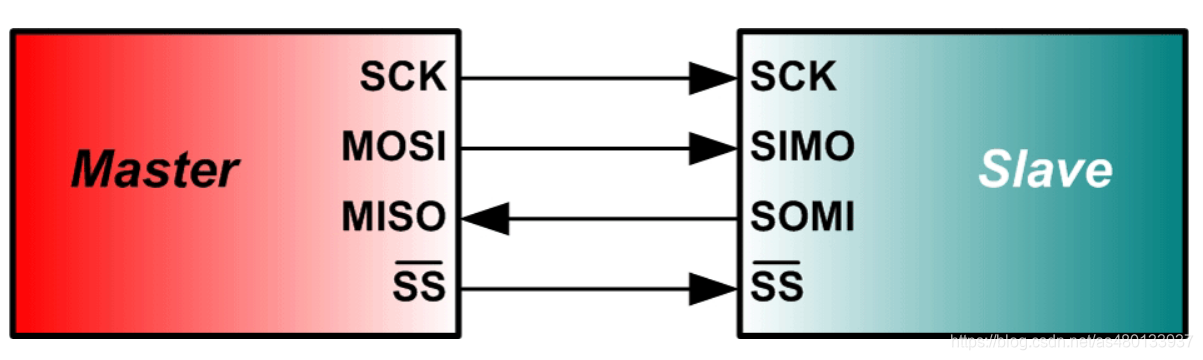 SCK SCK
MOSI SIMO
Master Slave
MISO SOMI
SS SS